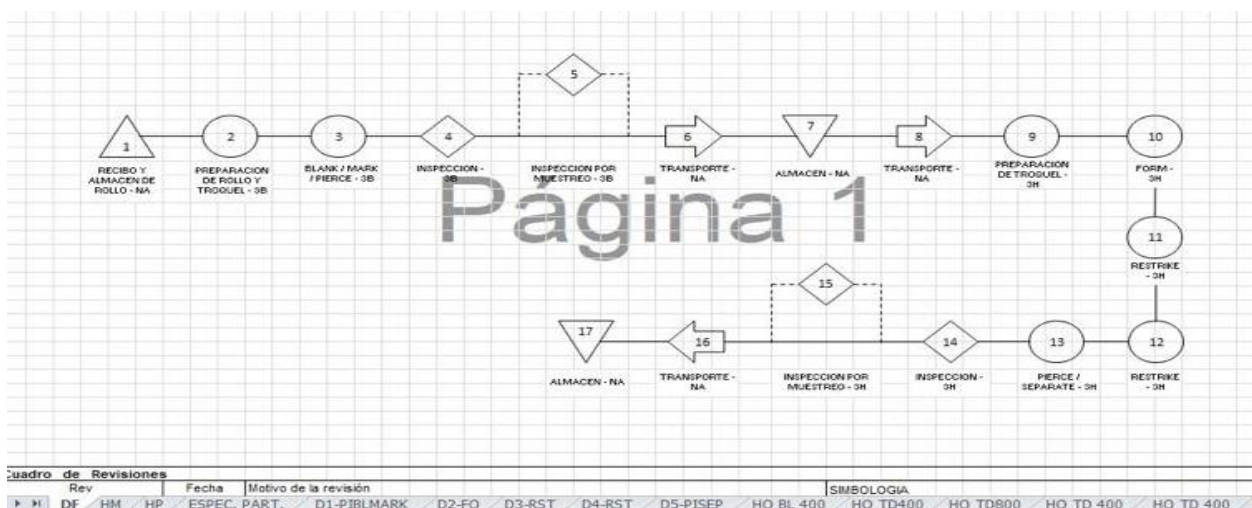 5
1
2
3
4
6
7
8
9
10
RECIBO Y
ALMACEN DE
ROLLO - NA
PREPARACION
DE ROLLO Y
TROQUEL - 3B
BLANK / MARK
/ PIERCE - 3B
INSPECCION -
3B
INSPECCION POR
MUESTREO - 3B
TRANSPORTE -
NA
ALMACEN - NA
TRANSPORTE -
NA
PREPARACION
DE TROQUEL -
3H
FORM -
3H
Página 1
11
RESTRIKE
- 3H
15
17
16
14
13
12
ALMACEN - NA
TRANSPORTE -
NA
INSPECCION POR
MUESTREO - 3H
INSPECCION -
3H
PIERCE /
SEPARATE - 3H
RESTRIKE
- 3H
Cuadro de Revisiones
Rev Fecha Motivo de la revisión SIMBOLOGIA
DF HM HP ESPEC. PART. D1-PIBLMARK D2-FO D3-RST D4-RST D5-PISEP HO BL 400 HO TD400 HO TD800 HO TD 400 HO TD 400